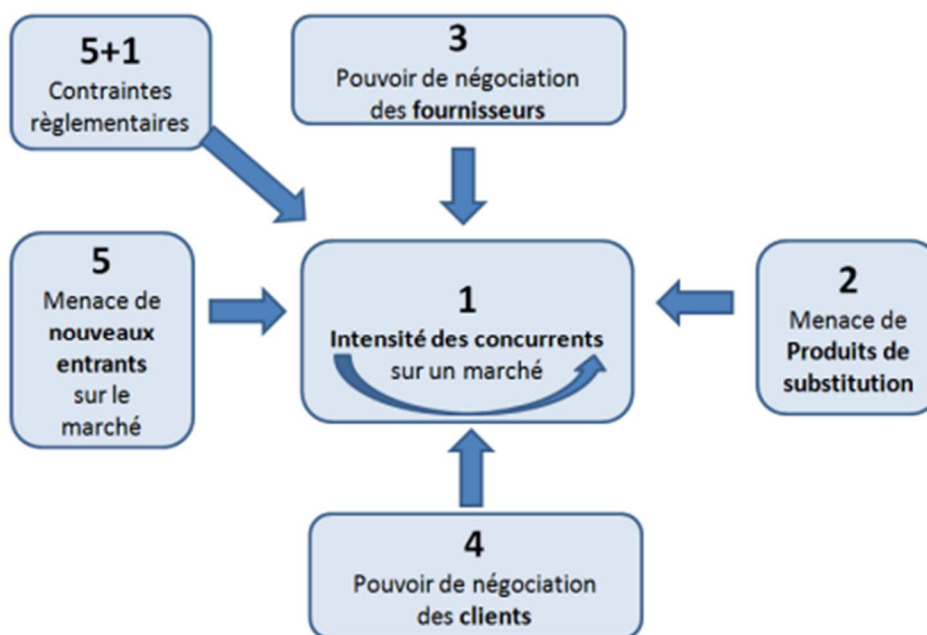 5+1
Contraintes
règlementaires
3
Pouvoir de négociation
des fournisseurs
5
Menace de
nouveaux
entrants
sur le
marché
1
Intensité des concurrents
sur un marché
2
Menace de
Produits de
substitution
4
Pouvoir de négociation
des clients